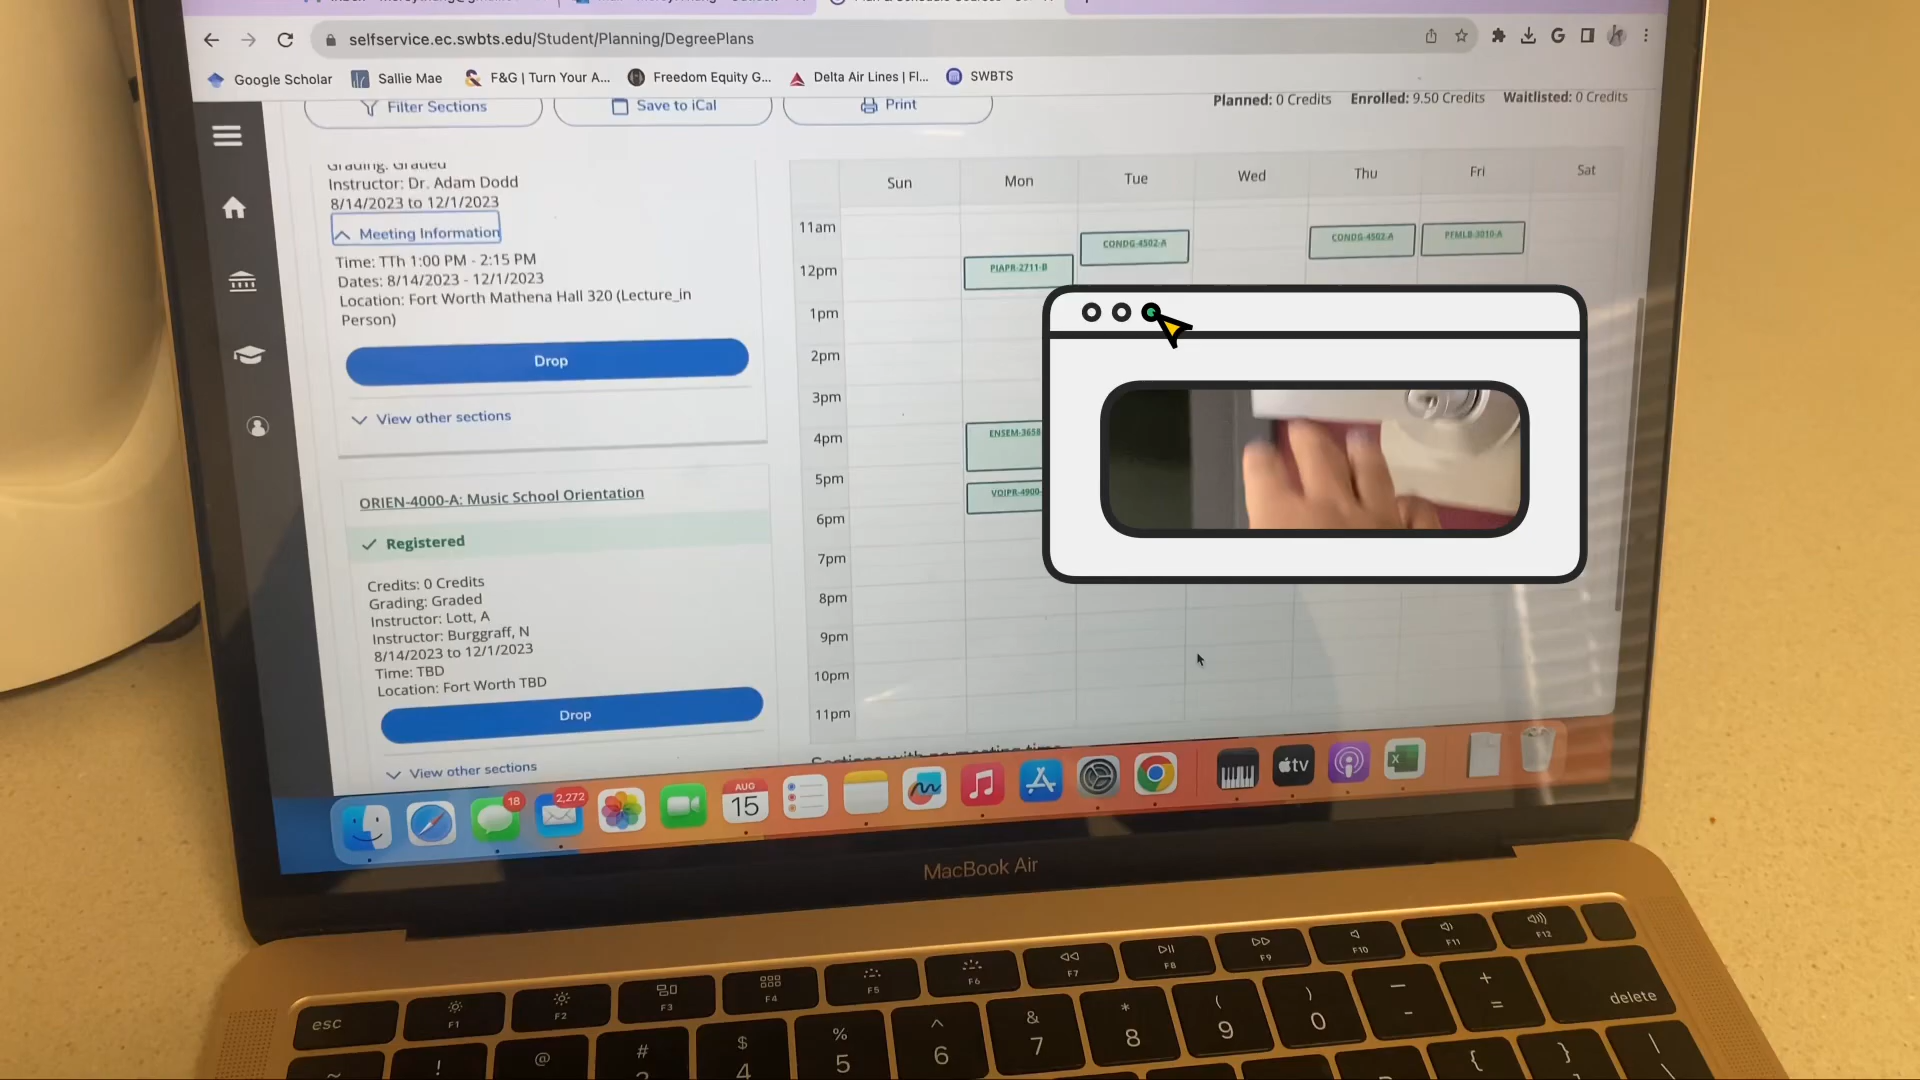 selfservice.ec.swbts.edu/Student/Planning/DegreePlans
Google Scholar
Sallie Mae
F&G | Turn Your A...
Freedom Equity G...
Delta Air Lines | Fl...
SWBTS
Filter Sections
Save to iCal
Print
Planned: 0 Credits
Enrolled: 9.50 Credits
Waitlisted: 0 Credits
Grading: Graded
Instructor: Dr. Adam Dodd
8/14/2023 to 12/1/2023
Meeting Information
Time: TTh 1:00 PM - 2:15 PM
Dates: 8/14/2023 - 12/1/2023
Location: Fort Worth Mathena Hall 320 (Lecture_in
Person)
Drop
View other sections
ORIEN-4000-A: Music School Orientation
Registered
Credits: 0 Credits
Grading: Graded
Instructor: Lott, A
Instructor: Burggraff, N
8/14/2023 to 12/1/2023
Time: TBD
Location: Fort Worth TBD
Drop
View other sections
Sun
Mon
Tue
Wed
Thu
Fri
Sat
11am
12pm
1pm
2pm
3pm
4pm
5pm
6pm
7pm
8pm
9pm
10pm
11pm
CONDG-4502-A
CONDG-4502-A
PFMLB-3010-A
PIAPR-2711-B
ENSEM-3658
VOIPR-4900-
18
2,272
AUG
15
tv
MacBook Air
esc
F1
F2
F3
F4
F5
F6
F7
F8
F9
F10
F11
F12
~
!
@
#
$
4
%
5
^
6
&
7
*
8
(
9
)
0
—
-
+
=
delete
{
}
|